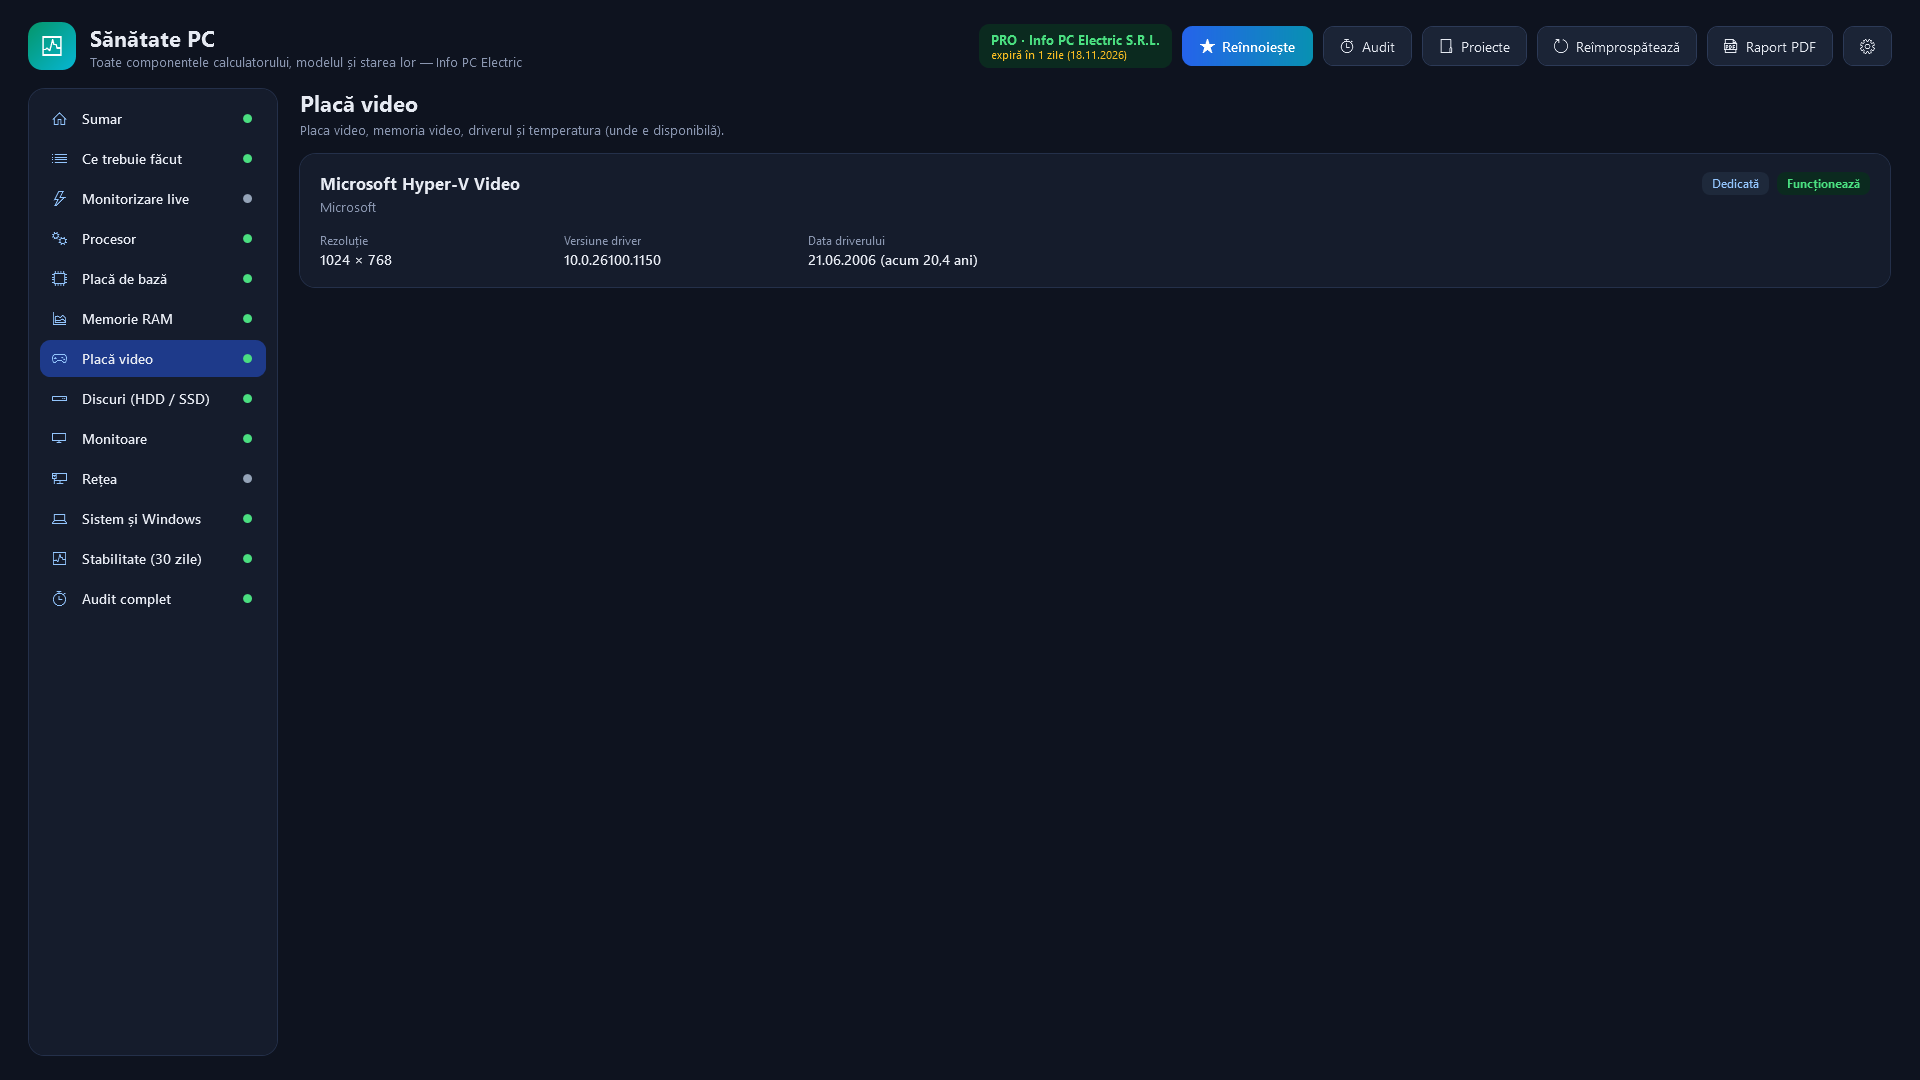 Sănătate PC
Toate componentele calculatorului, modelul și starea lor — Info PC Electric
PRO · Info PC Electric S.R.L.
expiră în 1 zile (18.11.2026)
Reînnoiește
Audit
Proiecte
Reîmprospătează
Raport PDF
Sumar
Ce trebuie făcut
Monitorizare live
Procesor
Placă de bază
Memorie RAM
Placă video
Discuri (HDD / SSD)
Monitoare
Rețea
Sistem și Windows
Stabilitate (30 zile)
Audit complet
Placă video
Placa video, memoria video, driverul și temperatura (unde e disponibilă).
Microsoft Hyper-V Video
Microsoft
Dedicată
Funcționează
Rezoluție
1024 × 768
Versiune driver
10.0.26100.1150
Data driverului
21.06.2006 (acum 20,4 ani)